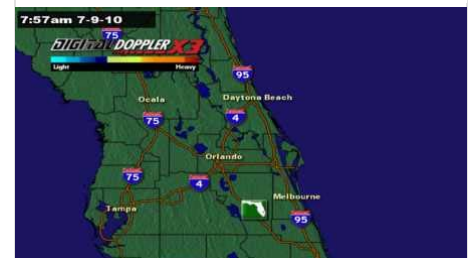 7:57am 7-9-10
75
DIGITAL DOPPLER X3
Light Heavy
95
Ocala
Daytona Beach
75
4
Orlando
75
4
Tampa
Melbourne
95